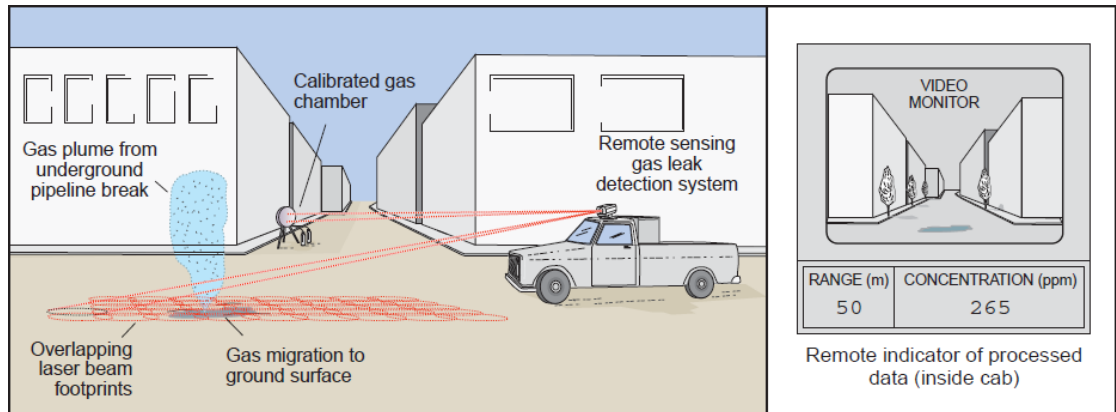 Calibrated gas
chamber
Gas plume from
underground
pipeline break
Remote sensing
gas leak
detection system
Overlapping
laser beam
footprints
Gas migration to
ground surface
VIDEO
MONITOR
RANGE (m)
CONCENTRATION (ppm)
50
265
Remote indicator of processed
data (inside cab)